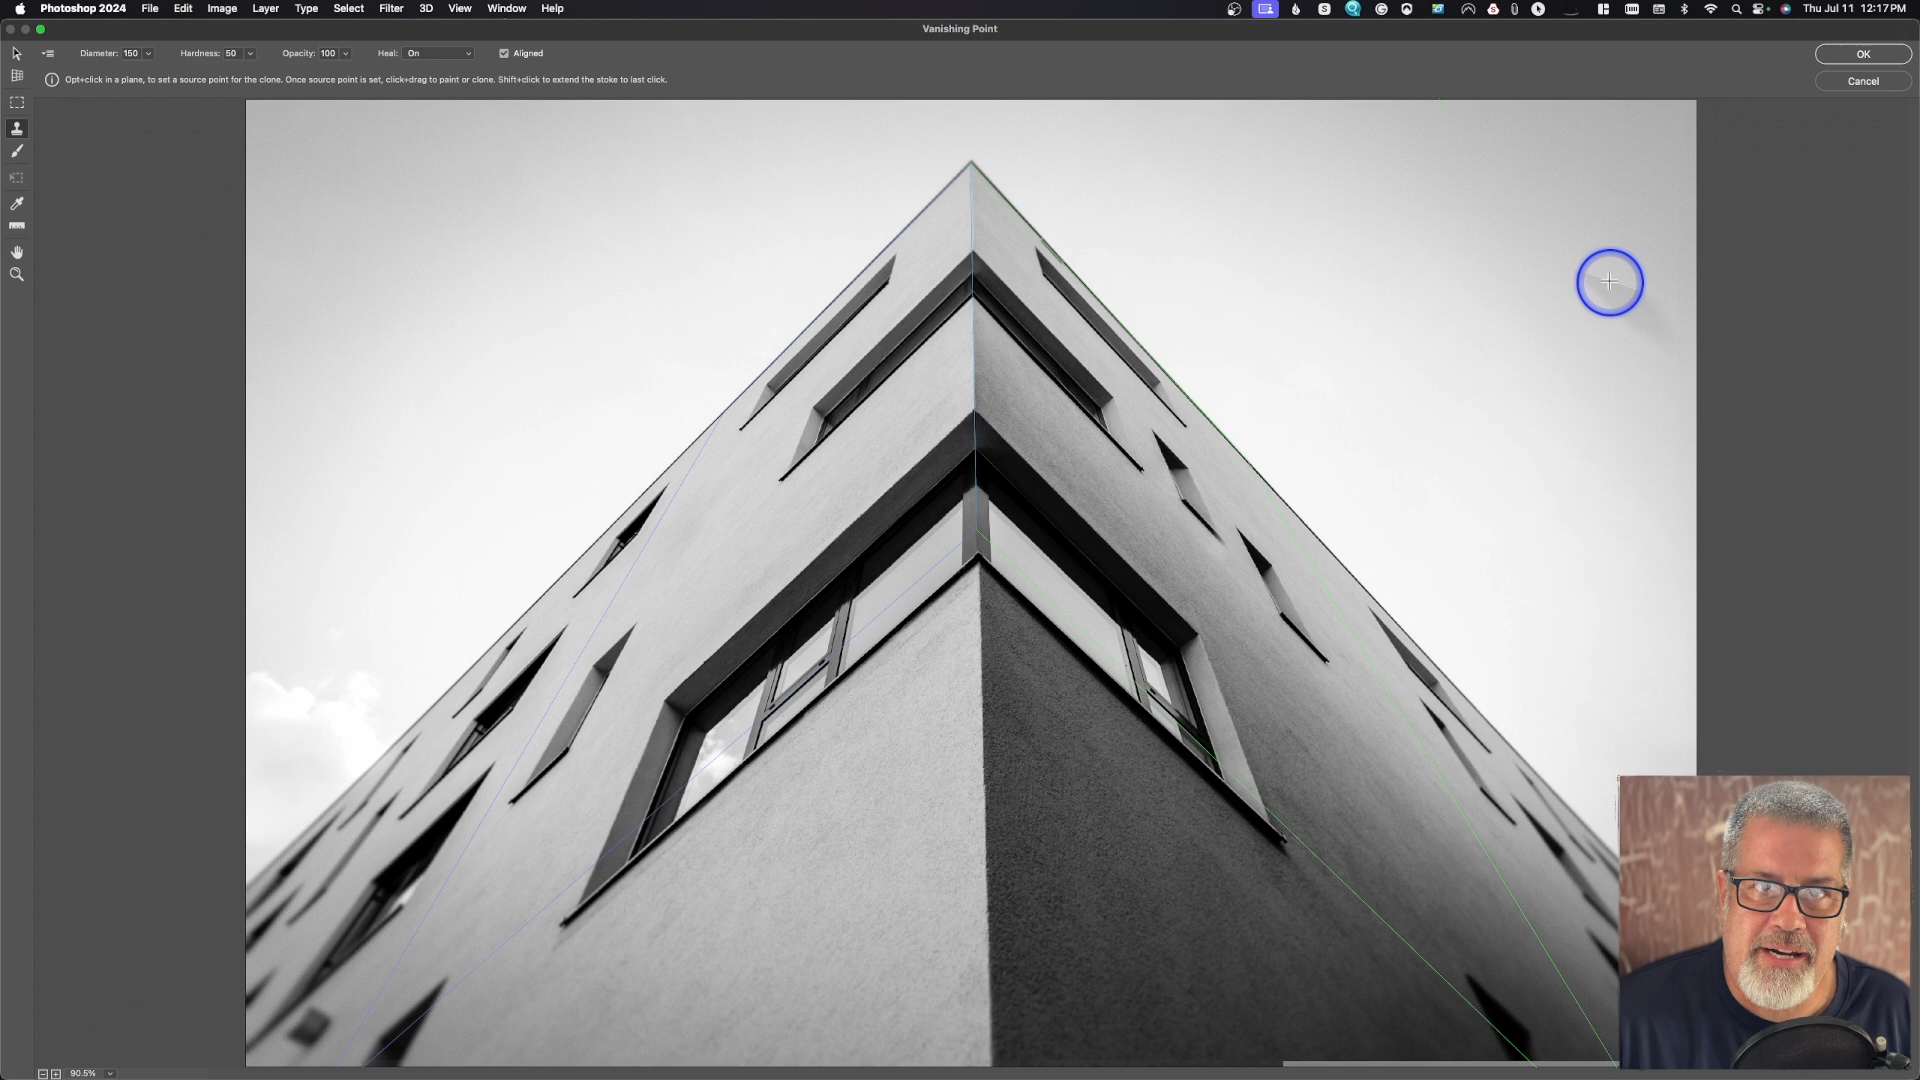 Photoshop 2024 File Edit Image Layer Type Select Filter 3D View Window Help Thu Jul 11 12:17 PM
Vanishing Point
Diameter: 150 Hardness: 50 Opacity: 100 Heal: On Aligned OK
Opt+click in a plane, to set a source point for the clone. Once source point is set, click+drag to paint or clone. Shift+click to extend the stoke to last click. Cancel
90.5%